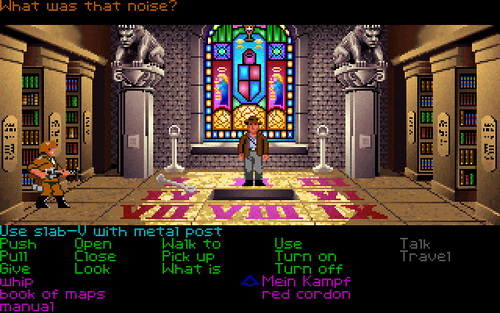 What was that noise?
VII VIII IX
Use slab-V with metal post
Push Open Walk to Use Talk
Pull Close Pick up Turn on Travel
Give Look What is Turn off
whip Mein Kampf
book of maps red cordon
manual